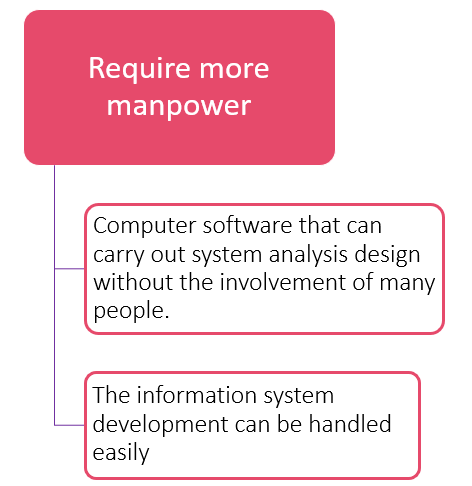 Require more
manpower
Computer software that can
carry out system analysis design
without the involvement of many
people.
The information system
development can be handled
easily